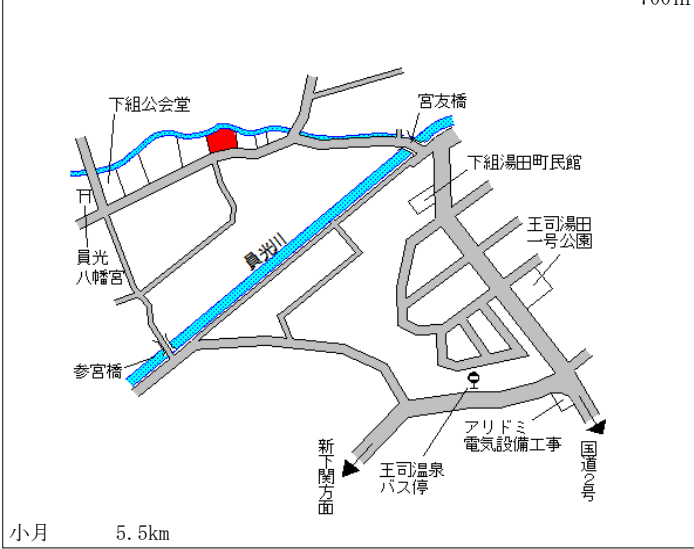 700m
下組公会堂
宮友橋
下組湯田町民館
王司湯田
一号公園
員光
八幡宮
員光川
参宮橋
新下関方面
王司温泉
バス停
アリドミ
電気設備工事
国道2号
小月 5.5km